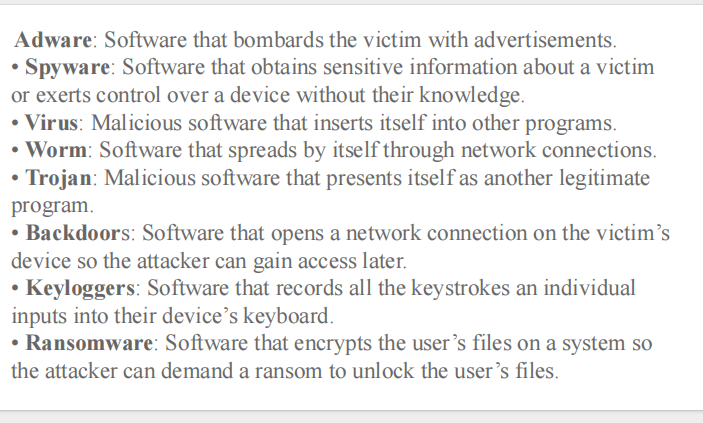 Adware: Software that bombards the victim with advertisements.
• Spyware: Software that obtains sensitive information about a victim
or exerts control over a device without their knowledge.
• Virus: Malicious software that inserts itself into other programs.
• Worm: Software that spreads by itself through network connections.
• Trojan: Malicious software that presents itself as another legitimate
program.
• Backdoors: Software that opens a network connection on the victim’s
device so the attacker can gain access later.
• Keyloggers: Software that records all the keystrokes an individual
inputs into their device’s keyboard.
• Ransomware: Software that encrypts the user’s files on a system so
the attacker can demand a ransom to unlock the user’s files.